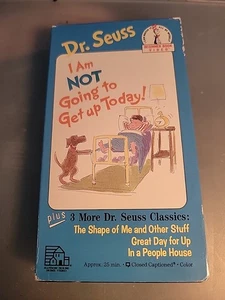 Dr. Seuss
I Am
NOT
Going to
Get up Today!
plus 3 More Dr. Seuss Classics:
The Shape of Me and Other Stuff
Great Day for Up
In a People House
Approx. 25 min. • Closed Captioned • Color